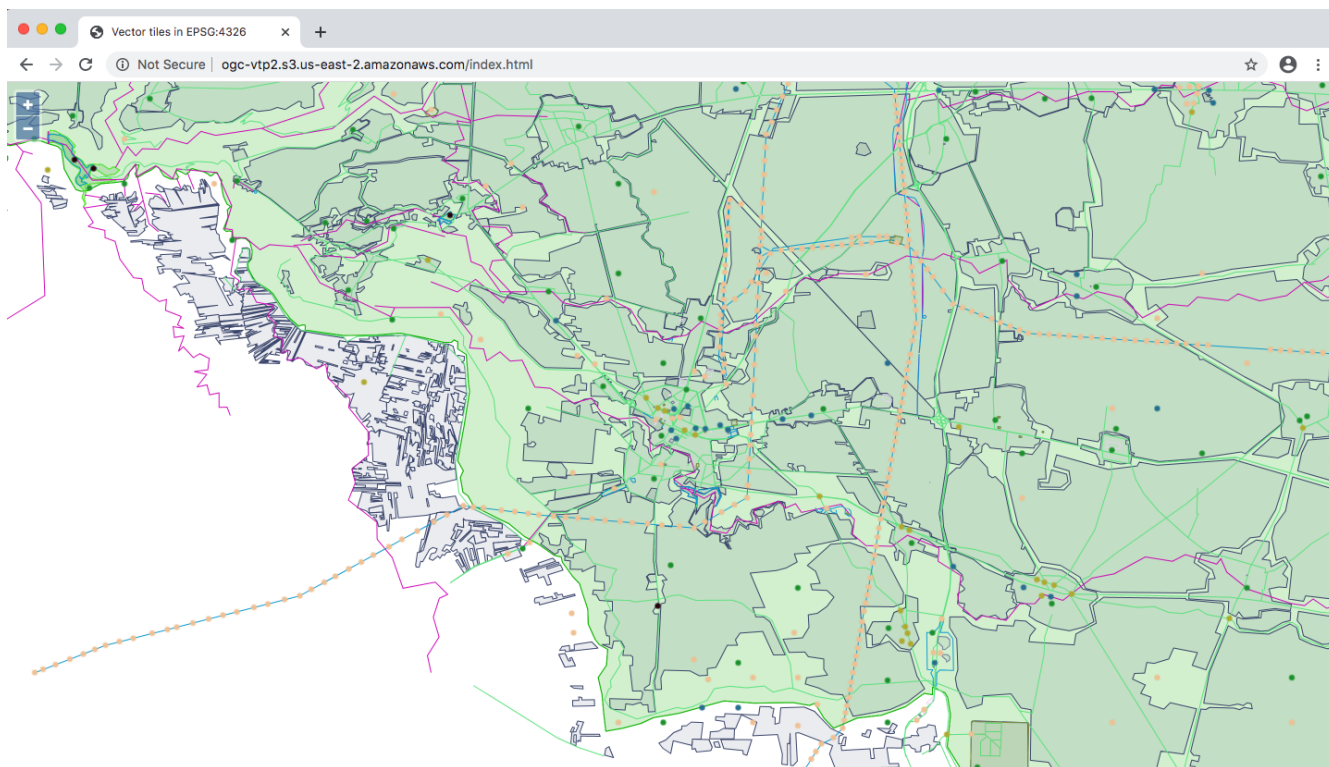 Vector tiles in EPSG:4326
Not Secure | ogc-vtp2.s3.us-east-2.amazonaws.com/index.html
+
−